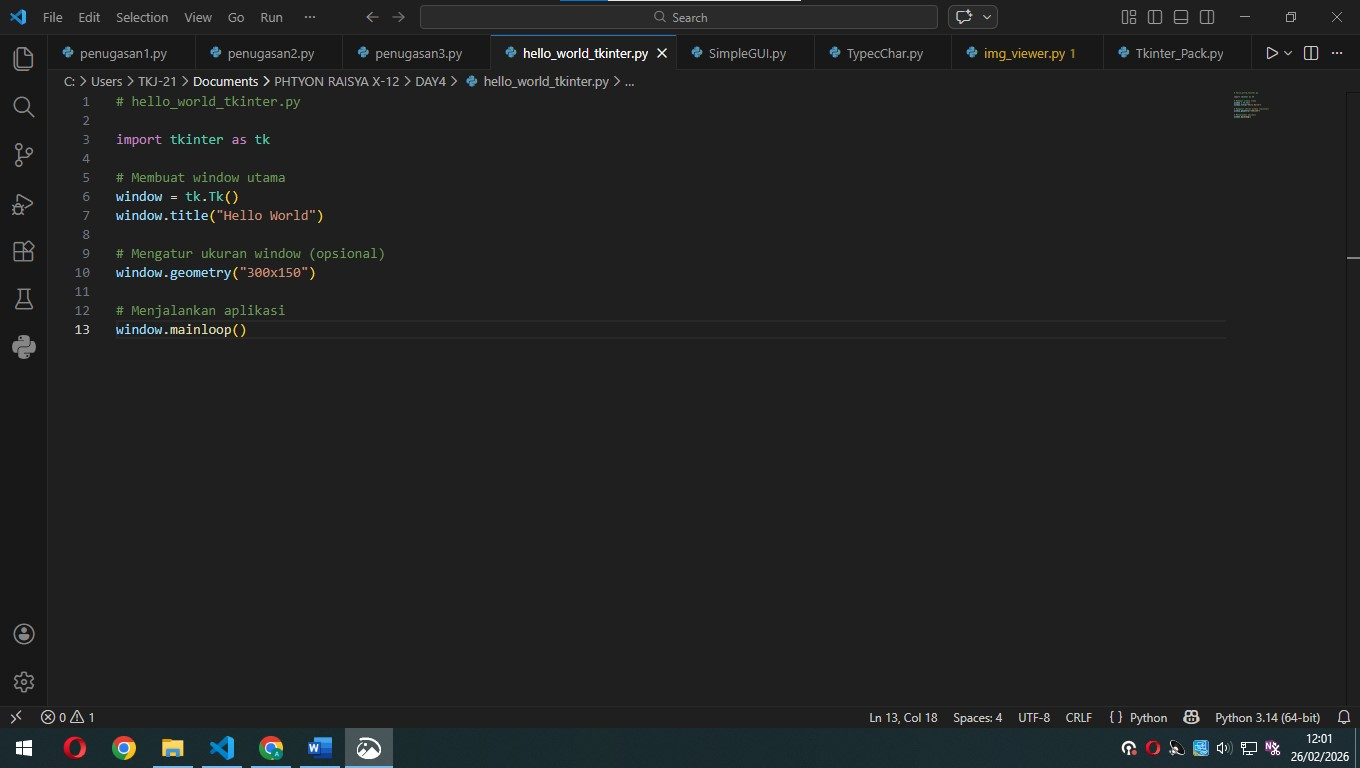 File Edit Selection View Go Run ··· Search
penugasan1.py penugasan2.py penugasan3.py hello_world_tkinter.py SimpleGUI.py TypecChar.py img_viewer.py 1 Tkinter_Pack.py ···
C: > Users > TKJ-21 > Documents > PHTYON RAISYA X-12 > DAY4 > hello_world_tkinter.py > ...
1 # hello_world_tkinter.py
2
3 import tkinter as tk
4
5 # Membuat window utama
6 window = tk.Tk()
7 window.title("Hello World")
8
9 # Mengatur ukuran window (opsional)
10 window.geometry("300x150")
11
12 # Menjalankan aplikasi
13 window.mainloop()
0 1 Ln 13, Col 18 Spaces: 4 UTF-8 CRLF { } Python Python 3.14 (64-bit)
12:01
26/02/2026